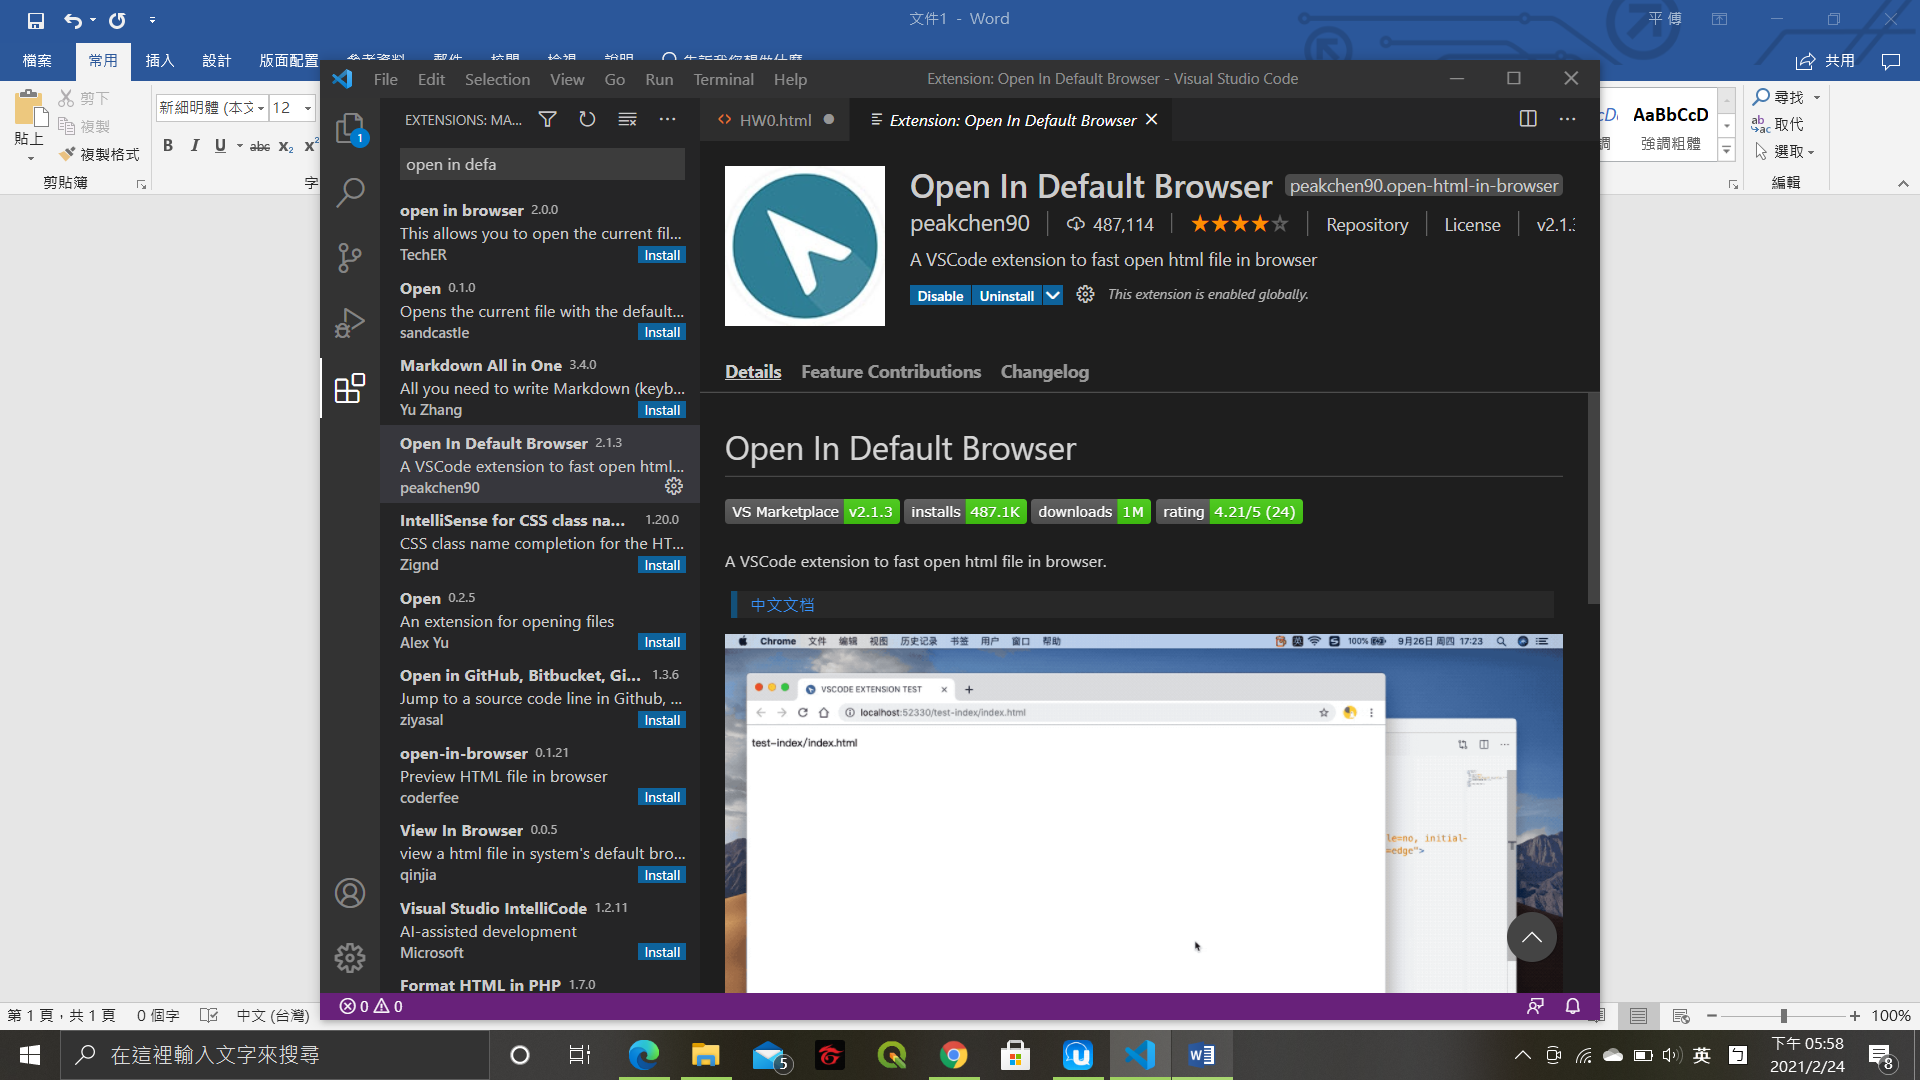 文件1 - Word
平 傅
檔案
常用
插入
設計
版面配置
共用
貼上
剪下
複製
複製格式
剪貼簿
新細明體 (本文
12
B I U abc X₂ X²
字
AaBbCcD
強調粗體
尋找
取代
選取
編輯
File Edit Selection View Go Run Terminal Help
Extension: Open In Default Browser - Visual Studio Code
1
EXTENSIONS: MA...
open in defa
open in browser 2.0.0
This allows you to open the current fil...
TechER
Install
Open 0.1.0
Opens the current file with the default...
sandcastle
Install
Markdown All in One 3.4.0
All you need to write Markdown (keyb...
Yu Zhang
Install
Open In Default Browser 2.1.3
A VSCode extension to fast open html...
peakchen90
IntelliSense for CSS class na... 1.20.0
CSS class name completion for the HT...
Zignd
Install
Open 0.2.5
An extension for opening files
Alex Yu
Install
Open in GitHub, Bitbucket, Gi... 1.3.6
Jump to a source code line in Github, ...
ziyasal
Install
open-in-browser 0.1.21
Preview HTML file in browser
coderfee
Install
View In Browser 0.0.5
view a html file in system's default bro...
qinjia
Install
Visual Studio IntelliCode 1.2.11
AI-assisted development
Microsoft
Install
Format HTML in PHP 1.7.0
HW0.html
Extension: Open In Default Browser
Open In Default Browser
peakchen90.open-html-in-browser
peakchen90
487,114
Repository
License
v2.1.
A VSCode extension to fast open html file in browser
Disable
Uninstall
This extension is enabled globally.
Details Feature Contributions Changelog
Open In Default Browser
VS Marketplace v2.1.3
installs 487.1K
downloads 1M
rating 4.21/5 (24)
A VSCode extension to fast open html file in browser.
中文文档
Chrome 文件 编辑 视图 历史记录 书签 用户 窗口 帮助
英
100%
9月26日 周四 17:23
VSCODE EXTENSION TEST
localhost:52330/test-index/index.html
test-index/index.html
le=no, initial-
=edge">
0 0
第 1 頁，共 1 頁
0 個字
中文 (台灣)
100%
在這裡輸入文字來搜尋
5
英
下午 05:58
2021/2/24
8